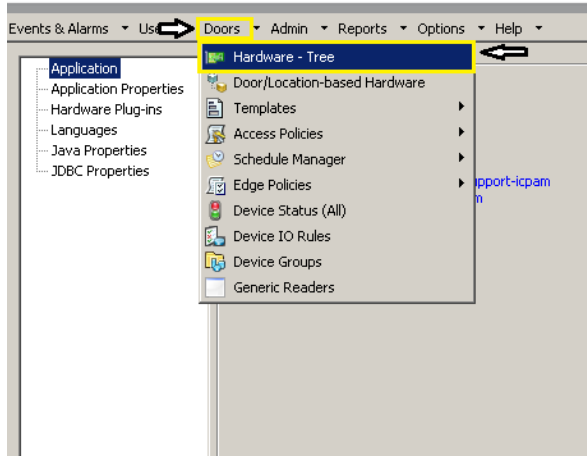 Events & Alarms Us Doors Admin Reports Options Help
Application
Application Properties
Hardware Plug-ins
Languages
Java Properties
JDBC Properties
Hardware - Tree
Door/Location-based Hardware
Templates
Access Policies
Schedule Manager
Edge Policies
Device Status (All)
Device IO Rules
Device Groups
Generic Readers
pport-icpam
m